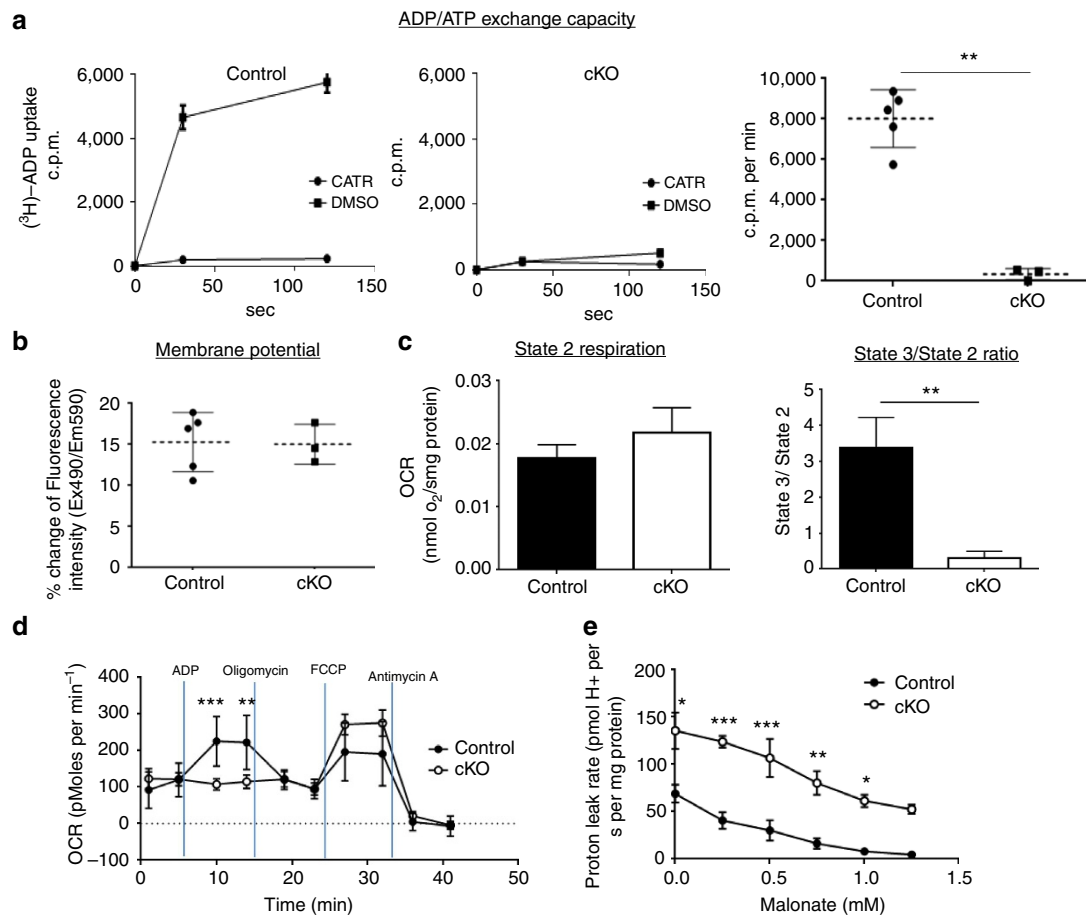 a
ADP/ATP exchange capacity
(³H)–ADP uptake
c.p.m.
6,000
4,000
2,000
0
Control
CATR
DMSO
0
50
100
150
sec
c.p.m.
6,000
4,000
2,000
0
cKO
CATR
DMSO
0
50
100
150
sec
c.p.m. per min
10,000
8,000
6,000
4,000
2,000
0
**
Control
cKO
b
Membrane potential
% change of Fluorescence
intensity (Ex490/Em590)
20
15
10
5
0
Control
cKO
c
State 2 respiration
OCR
(nmol o₂/smg protein)
0.03
0.02
0.01
0.00
Control
cKO
State 3/State 2 ratio
State 3/ State 2
5
4
3
2
1
0
**
Control
cKO
d
OCR (pMoles per min⁻¹)
400
300
200
100
0
−100
ADP
Oligomycin
FCCP
Antimycin A
***
**
Control
cKO
0
10
20
30
40
50
Time (min)
e
Proton leak rate (pmol H+ per
s per mg protein)
200
150
100
50
0
*
***
***
**
*
Control
cKO
0.0
0.5
1.0
1.5
Malonate (mM)